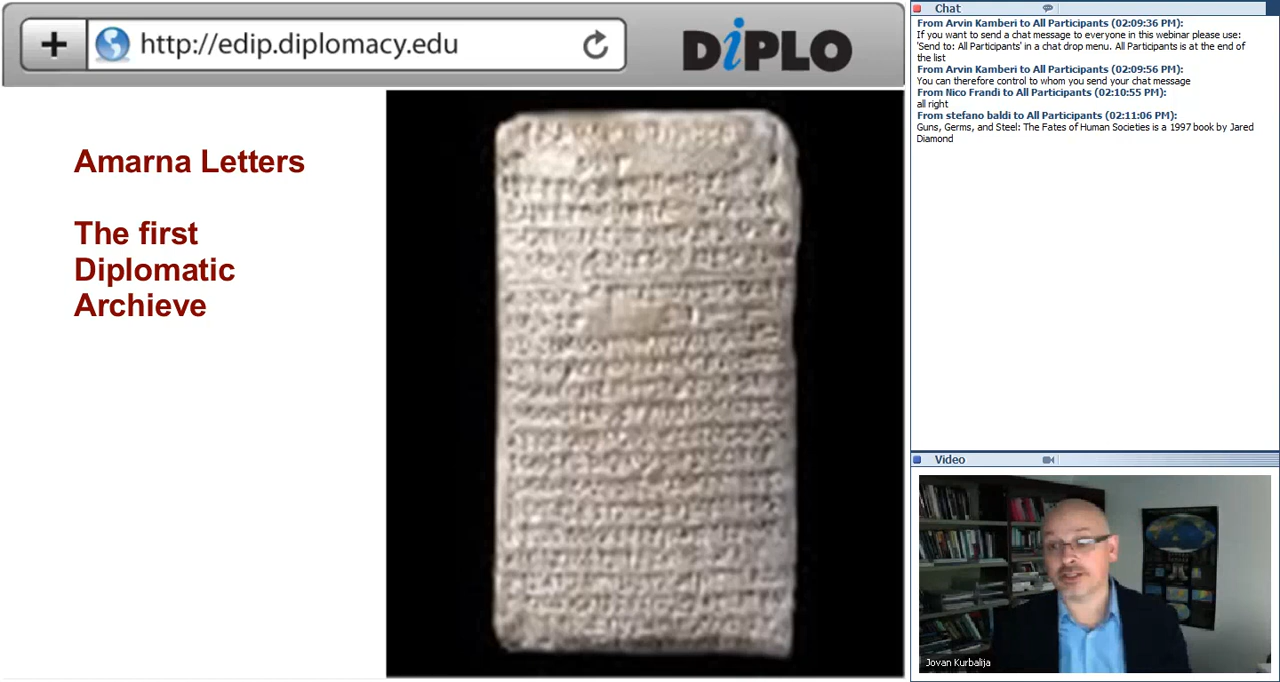 http://edip.diplomacy.edu
DiPLO
Amarna Letters
The first
Diplomatic
Archieve
Chat
From Arvin Kamberi to All Participants (02:09:36 PM):
If you want to send a chat message to everyone in this webinar please use:
'Send to: All Participants' in a chat drop menu. All Participants is at the end of
the list
From Arvin Kamberi to All Participants (02:09:56 PM):
You can therefore control to whom you send your chat message
From Nico Frandi to All Participants (02:10:55 PM):
all right
From stefano baldi to All Participants (02:11:06 PM):
Guns, Germs, and Steel: The Fates of Human Societies is a 1997 book by Jared
Diamond
Video
Jovan Kurbalija